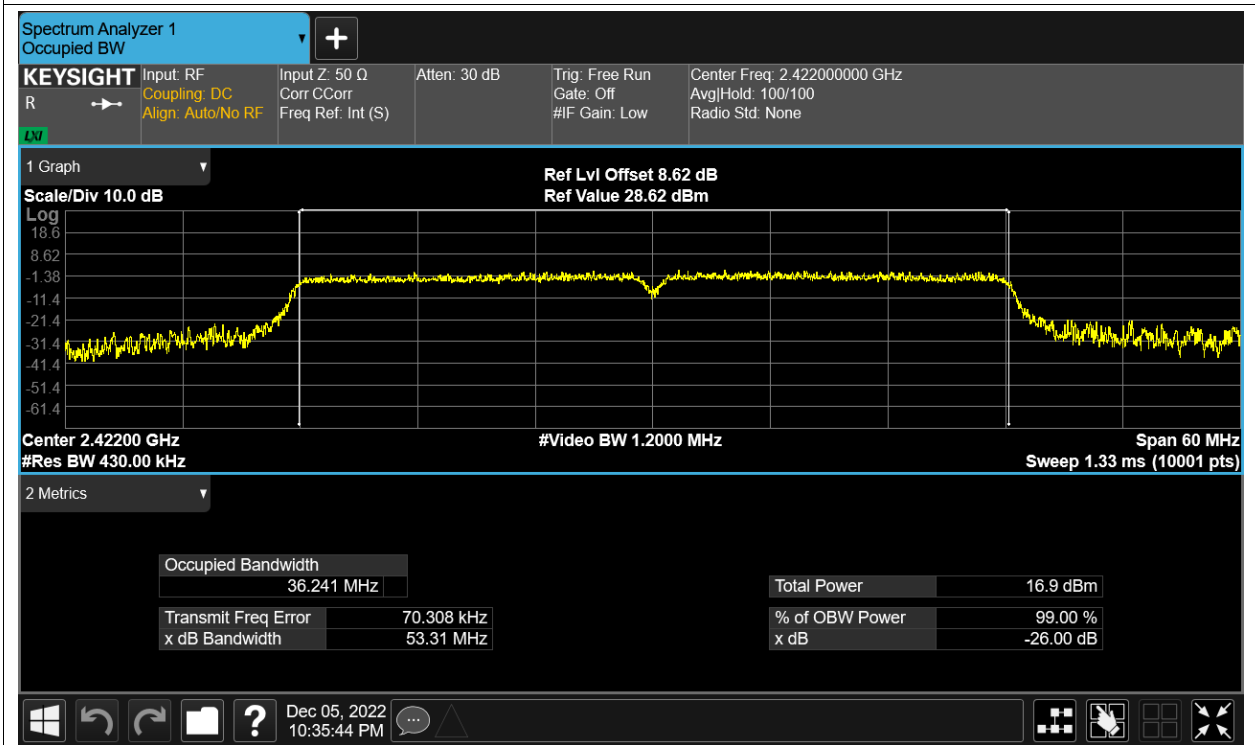 Spectrum Analyzer 1
Occupied BW
KEYSIGHT
R
LXI
Input: RF
Coupling: DC
Align: Auto/No RF
Input Z: 50 Ω
Corr CCorr
Freq Ref: Int (S)
Atten: 30 dB
Trig: Free Run
Gate: Off
#IF Gain: Low
Center Freq: 2.422000000 GHz
Avg|Hold: 100/100
Radio Std: None
1 Graph
Scale/Div 10.0 dB
Ref Lvl Offset 8.62 dB
Ref Value 28.62 dBm
Log
18.6
8.62
-1.38
-11.4
-21.4
-31.4
-41.4
-51.4
-61.4
Center 2.42200 GHz
#Video BW 1.2000 MHz
Span 60 MHz
#Res BW 430.00 kHz
Sweep 1.33 ms (10001 pts)
2 Metrics
Occupied Bandwidth
36.241 MHz
Transmit Freq Error 70.308 kHz
x dB Bandwidth 53.31 MHz
Total Power 16.9 dBm
% of OBW Power 99.00 %
x dB -26.00 dB
Dec 05, 2022
10:35:44 PM